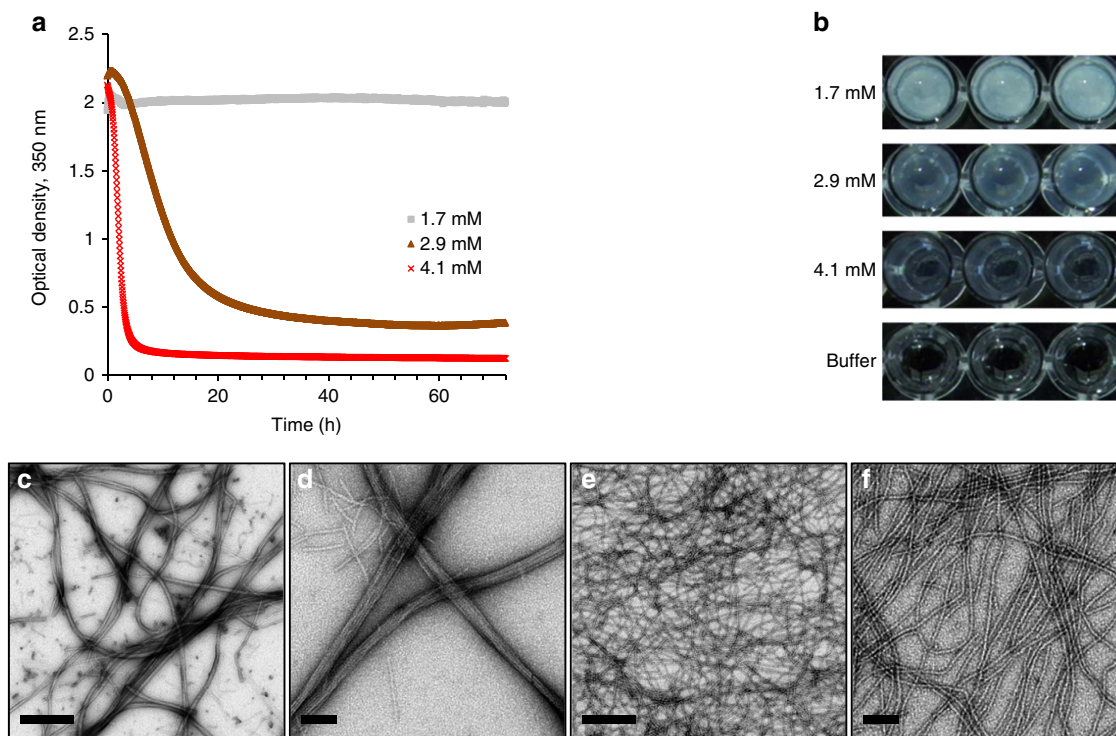 a
2.5
2
1.5
1
0.5
0
0
20
40
60
Optical density, 350 nm
Time (h)
1.7 mM
2.9 mM
4.1 mM
b
1.7 mM
2.9 mM
4.1 mM
Buffer
c
d
e
f